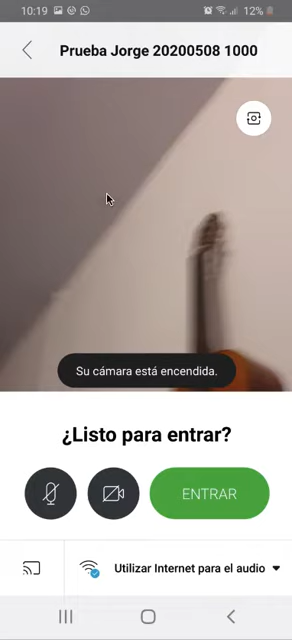 10:19
12%
Prueba Jorge 20200508 1000
Su cámara está encendida.
¿Listo para entrar?
ENTRAR
Utilizar Internet para el audio